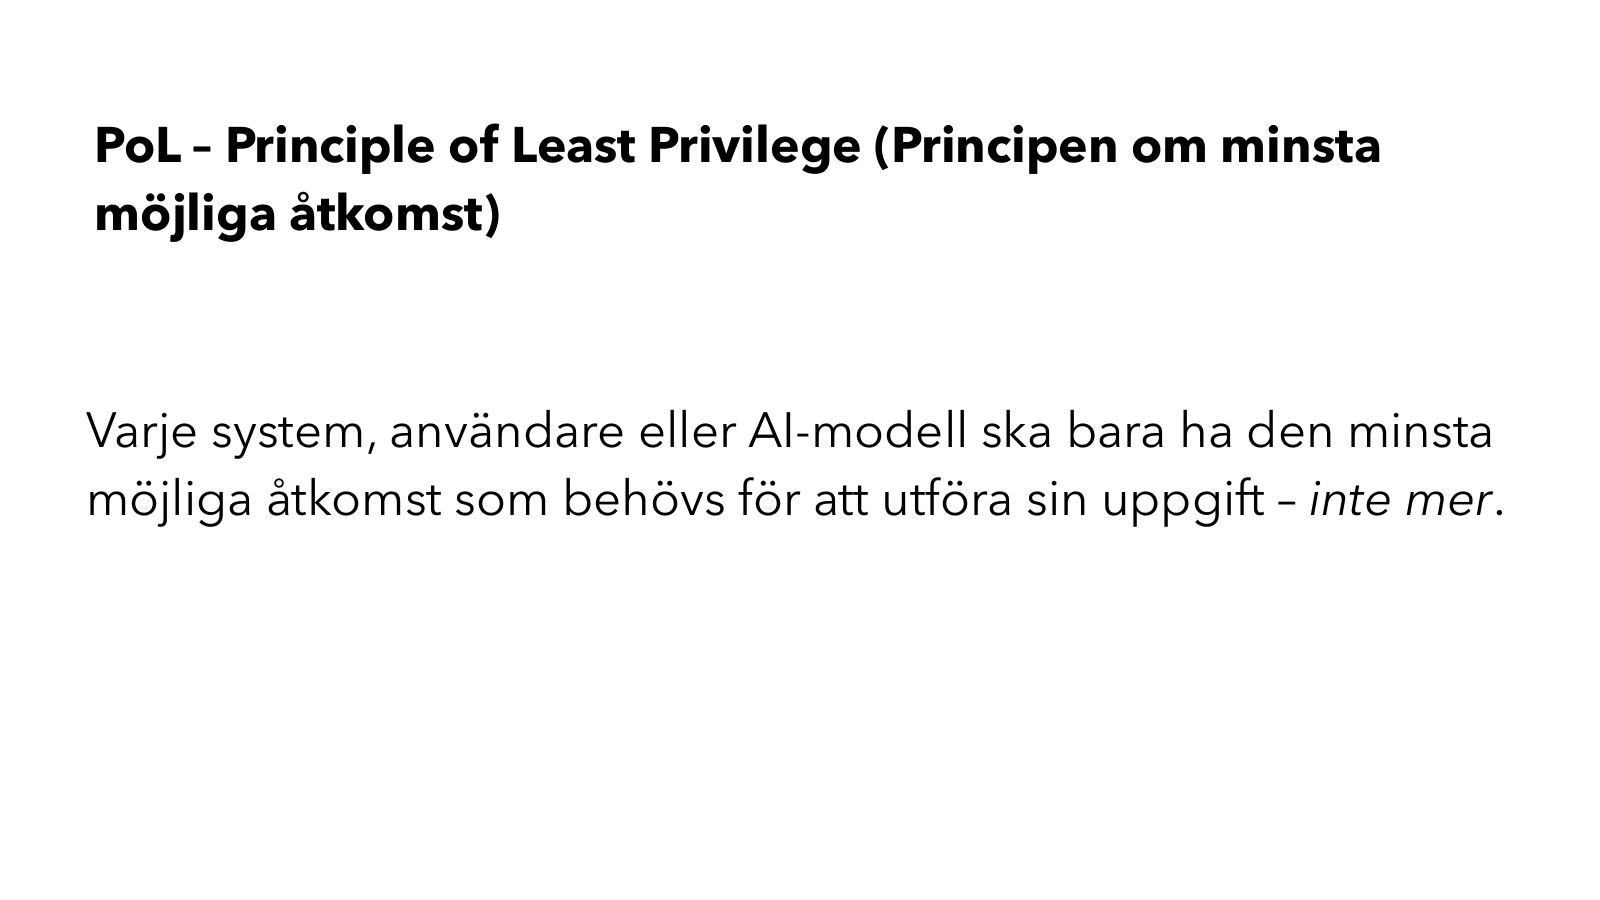 PoL – Principle of Least Privilege (Principen om minsta
möjliga åtkomst)
Varje system, användare eller AI-modell ska bara ha den minsta
möjliga åtkomst som behövs för att utföra sin uppgift – inte mer.